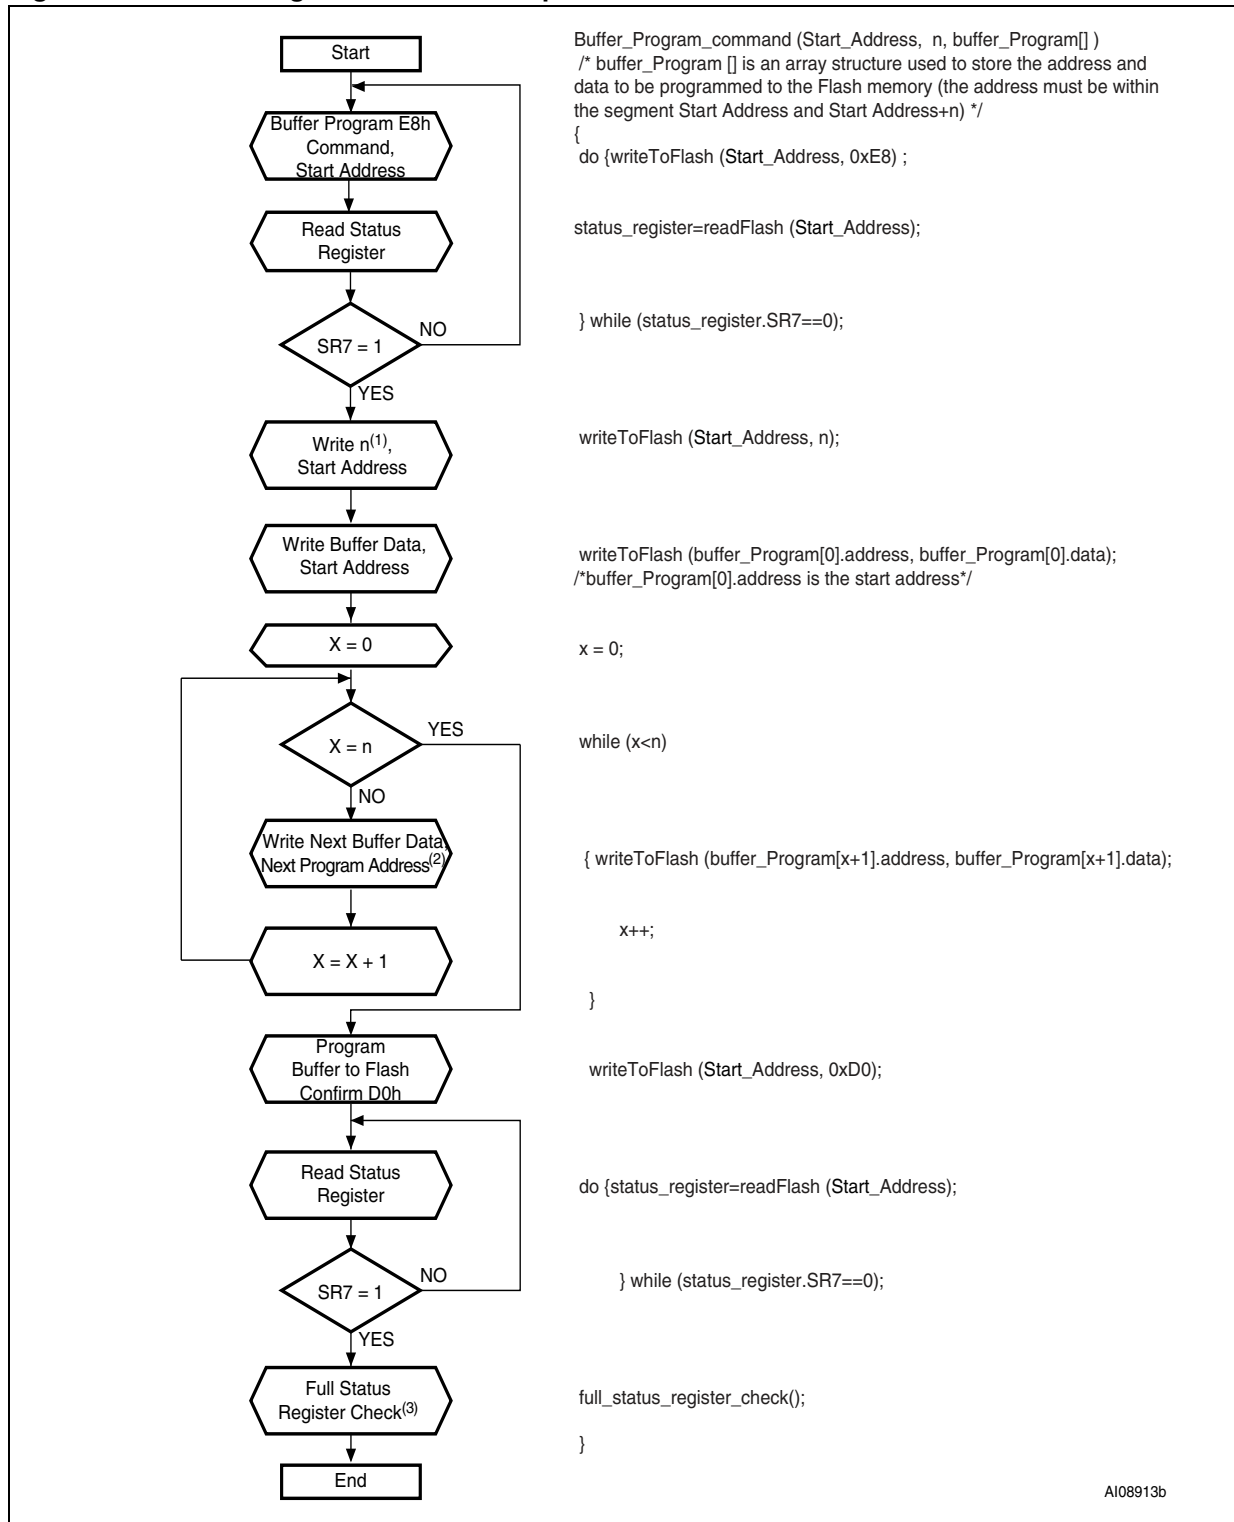 Start
Buffer Program E8h
Command,
Start Address
Read Status
Register
SR7 = 1
NO
YES
Write n(1),
Start Address
Write Buffer Data,
Start Address
X = 0
X = n
YES
NO
Write Next Buffer Data,
Next Program Address(2)
X = X + 1
Program
Buffer to Flash
Confirm D0h
Read Status
Register
SR7 = 1
NO
YES
Full Status
Register Check(3)
End
Buffer_Program_command (Start_Address, n, buffer_Program[] )
/* buffer_Program [] is an array structure used to store the address and
data to be programmed to the Flash memory (the address must be within
the segment Start Address and Start Address+n) */
{
do {writeToFlash (Start_Address, 0xE8) ;
status_register=readFlash (Start_Address);
} while (status_register.SR7==0);
writeToFlash (Start_Address, n);
writeToFlash (buffer_Program[0].address, buffer_Program[0].data);
/*buffer_Program[0].address is the start address*/
x = 0;
while (x<n)
{ writeToFlash (buffer_Program[x+1].address, buffer_Program[x+1].data);
x++;
}
writeToFlash (Start_Address, 0xD0);
do {status_register=readFlash (Start_Address);
} while (status_register.SR7==0);
full_status_register_check();
}
AI08913b